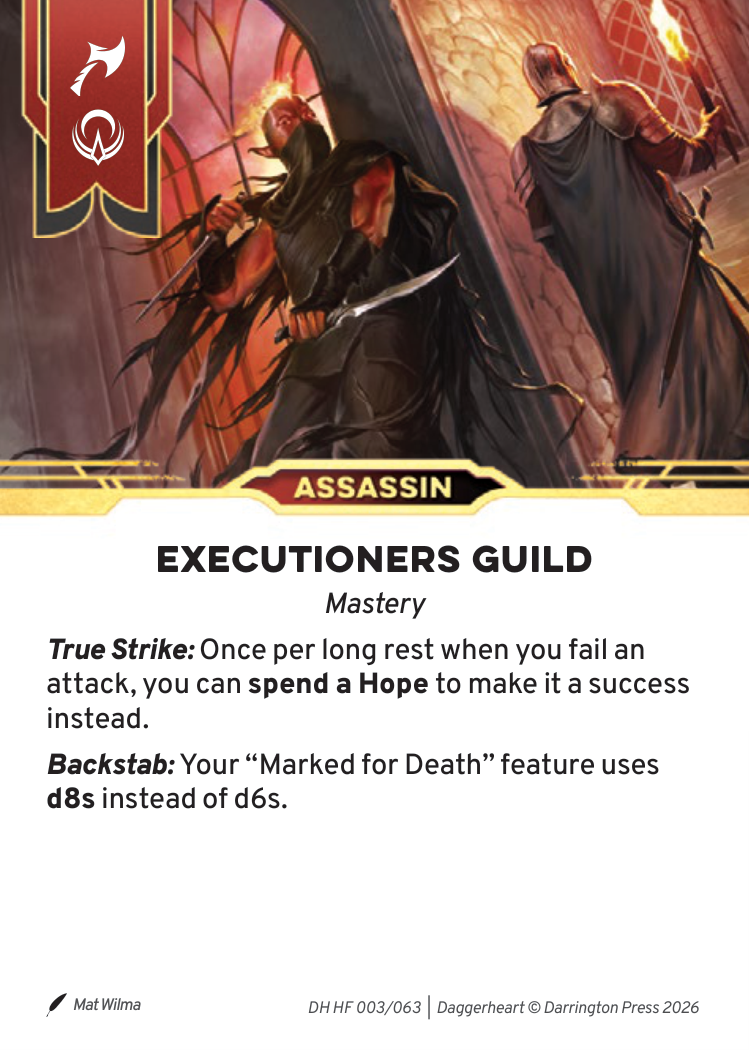 ASSASSIN
EXECUTIONERS GUILD
Mastery
True Strike: Once per long rest when you fail an
attack, you can spend a Hope to make it a success
instead.
Backstab: Your “Marked for Death” feature uses
d8s instead of d6s.
Mat Wilma
DH HF 003/063 | Daggerheart © Darrington Press 2026